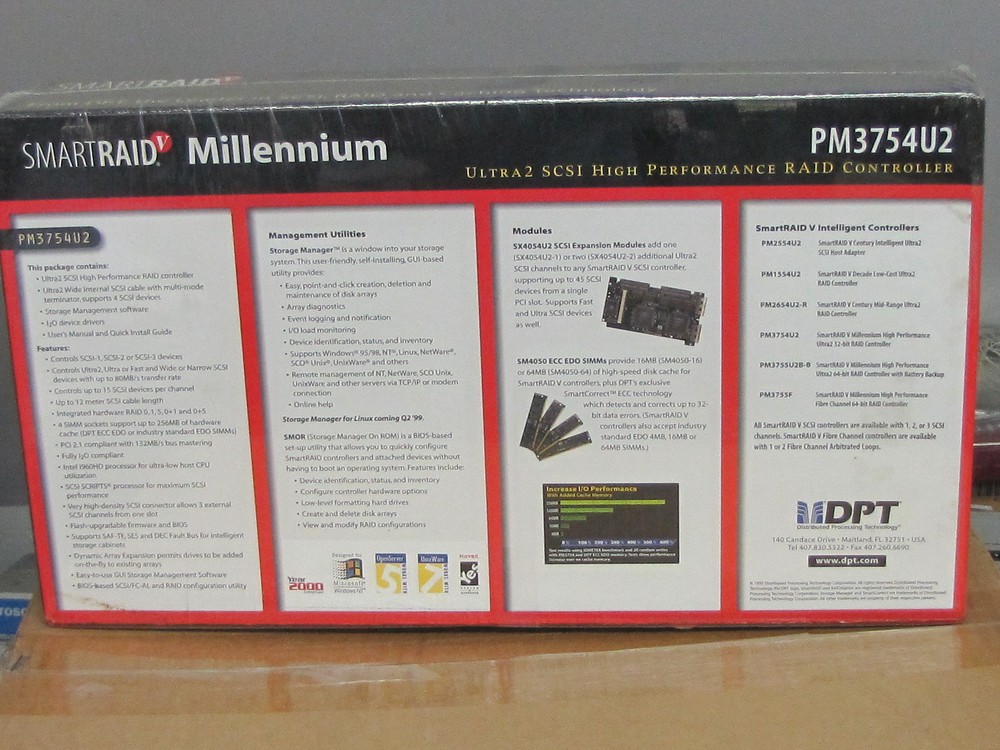 SMARTRAID V
SMARTRAID V Millennium
PM3754U2
ULTRA2 SCSI HIGH PERFORMANCE RAID CONTROLLER
PM3754U2
This package contains:
• Ultra2 SCSI High Performance RAID controller
• Ultra2 Wide internal SCSI cable with multi-mode
terminator, supports 4 SCSI devices
• Storage Management software
• I2O device drivers
• User's Manual and Quick Install Guide
Features:
• Controls SCSI-1, SCSI-2 or SCSI-3 devices
• Controls Ultra2, Ultra or Fast and Wide or Narrow SCSI
devices with up to 80MB/s transfer rate
• Controls up to 15 SCSI devices per channel
• Up to 12 meter SCSI cable length
• Integrated hardware RAID 0, 1, 5, 0+1 and 0+5
• 4 SIMM sockets support up to 256MB of hardware
cache (DPT ECC EDO or industry standard EDO SIMMs)
• PCI 2.1 compliant with 132MB/s bus mastering
• Fully I2O compliant
• Intel i960HD processor for ultra-low host CPU
utilization
• SCSI SCRIPTS® processor for maximum SCSI
performance
• Very high-density SCSI connector allows 3 external
SCSI channels from one slot
• Flash-upgradable firmware and BIOS
• Supports SAF-TE, SES and DEC Fault Bus for intelligent
storage cabinets
• Dynamic Array Expansion permits drives to be added
on-the-fly to existing arrays
• Easy-to-use GUI Storage Management Software
• BIOS-based SCSI/FC-AL and RAID configuration utility
Management Utilities
Storage Manager™ is a window into your storage
system. This user-friendly, self-installing, GUI-based
utility provides:
• Easy, point-and-click creation, deletion and
maintenance of disk arrays
• Array diagnostics
• Event logging and notification
• I/O load monitoring
• Device identification, status, and inventory
• Supports Windows® 95/98, NT®, Linux, NetWare®,
SCO® Unix®, UnixWare® and others
• Remote management of NT, NetWare, SCO Unix,
UnixWare and other servers via TCP/IP or modem
connection
• Online help
Storage Manager for Linux coming Q2 '99.
SMOR (Storage Manager On ROM) is a BIOS-based
set-up utility that allows you to quickly configure
SmartRAID controllers and attached devices without
having to boot an operating system. Features include:
• Device identification, status, and inventory
• Configure controller hardware options
• Low-level formatting hard drives
• Create and delete disk arrays
• View and modify RAID configurations
Year
2000
Designed for
Microsoft®
Windows NT®
OpenServer
5
UnixWare
7
Novell
YES
Modules
SX4054U2 SCSI Expansion Modules add one
(SX4054U2-1) or two (SX4054U2-2) additional Ultra2
SCSI channels to any SmartRAID V SCSI controller,
supporting up to 45 SCSI
devices from a single
PCI slot. Supports Fast
and Ultra SCSI devices
as well.
SM4050 ECC EDO SIMMs provide 16MB (SM4050-16)
or 64MB (SM4050-64) of high-speed disk cache for
SmartRAID V controllers, plus DPT's exclusive
SmartCorrect™ ECC technology
which detects and corrects up to 32-
bit data errors. (SmartRAID V
controllers also accept industry
standard EDO 4MB, 16MB or
64MB SIMMs.)
Increase I/O Performance
With Added Cache Memory
SmartRAID V Intelligent Controllers
PM2554U2 SmartRAID V Century Intelligent Ultra2
SCSI Host Adapter
PM1554U2 SmartRAID V Decade Low-Cost Ultra2
RAID Controller
PM2654U2-R SmartRAID V Century Mid-Range Ultra2
RAID Controller
PM3754U2 SmartRAID V Millennium High Performance
Ultra2 32-bit RAID Controller
PM3755U2B-B SmartRAID V Millennium High Performance
Ultra2 64-bit RAID Controller with Battery Backup
PM3755F SmartRAID V Millennium High Performance
Fibre Channel 64-bit RAID Controller
All SmartRAID V SCSI controllers are available with 1, 2, or 3 SCSI
channels. SmartRAID V Fibre Channel controllers are available
with 1 or 2 Fibre Channel Arbitrated Loops.
DPT
Distributed Processing Technology®
140 Candace Drive • Maitland, FL 32751 • USA
Tel 407.830.5522 • Fax 407.260.6690
www.dpt.com